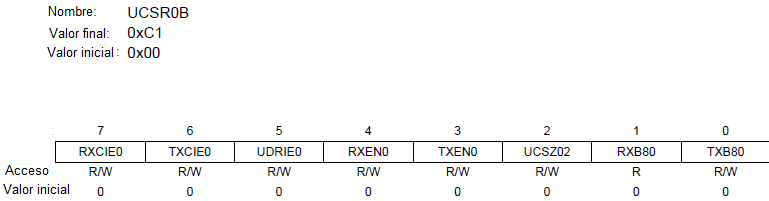 Nombre: UCSR0B
Valor final: 0xC1
Valor inicial: 0x00
7 6 5 4 3 2 1 0
RXCIE0 TXCIE0 UDRIE0 RXEN0 TXEN0 UCSZ02 RXB80 TXB80
Acceso R/W R/W R/W R/W R/W R/W R R/W
Valor inicial 0 0 0 0 0 0 0 0